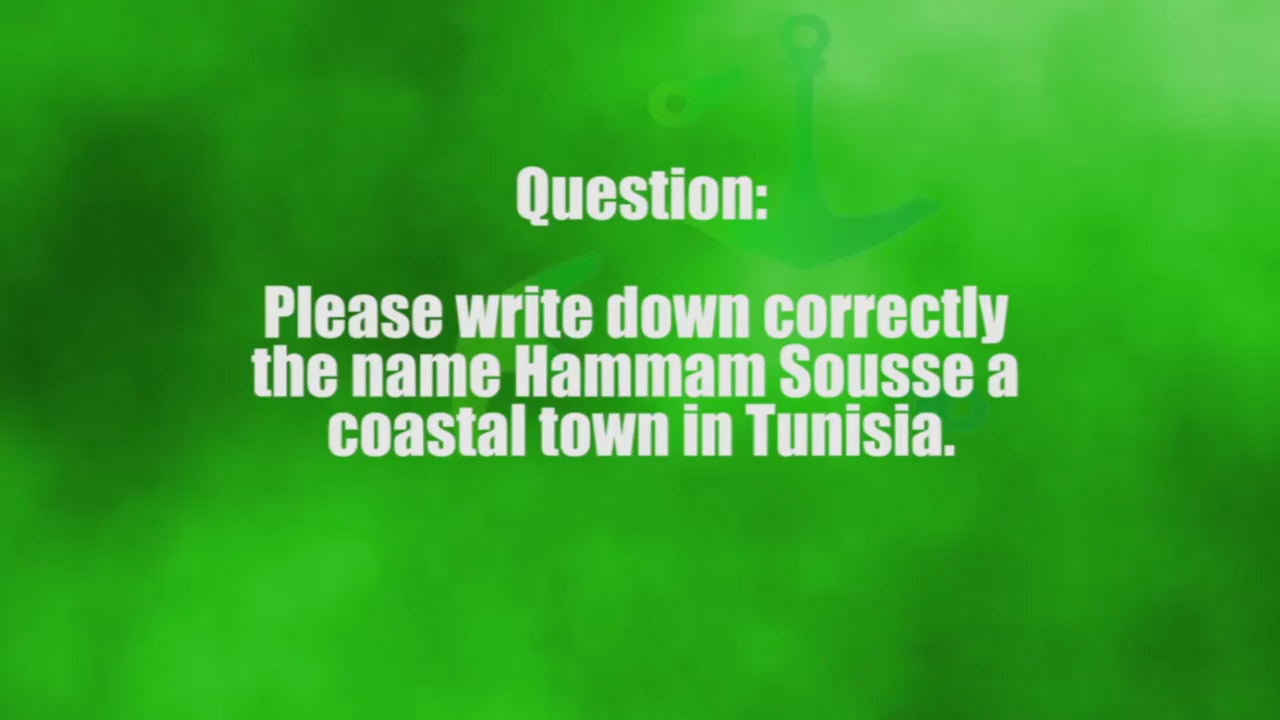 Question:
Please write down correctly
the name Hammam Sousse a
coastal town in Tunisia.